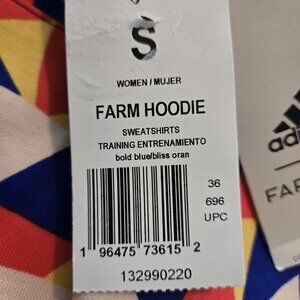 S
WOMEN / MUJER
FARM HOODIE
SWEATSHIRTS
TRAINING ENTRENAMIENTO
bold blue/bliss oran
36
696
UPC
1 96475 73615 2
132990220
adi
FAR